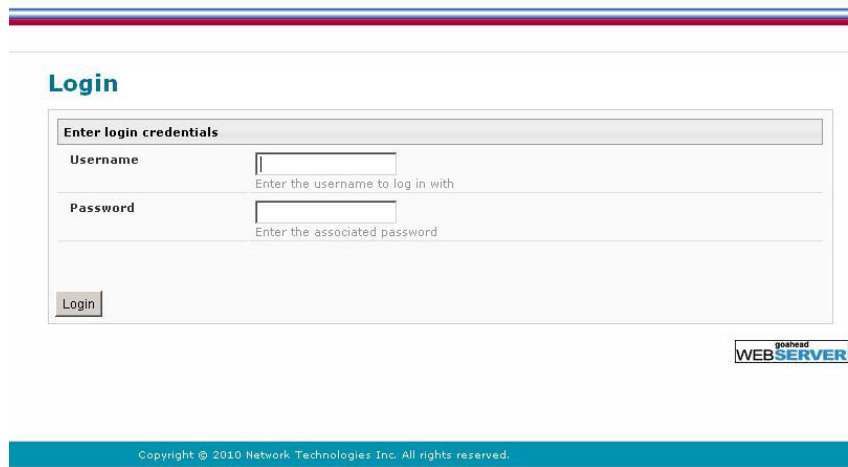 Login
Enter login credentials
Username
Enter the username to log in with
Password
Enter the associated password
Login
goahead
WEBSERVER
Copyright © 2010 Network Technologies Inc. All rights reserved.